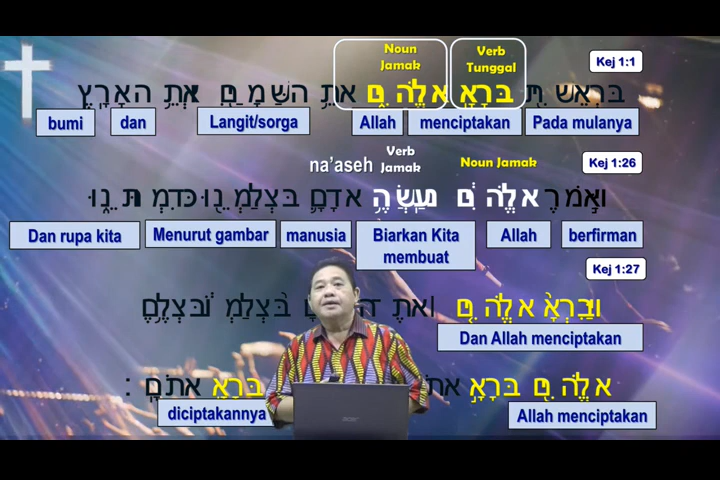 Noun Jamak
Verb Tunggal
Kej 1:1
בְּרֵאשִׁ֖ית בָּרָ֣א אֱלֹהִ֑ים אֵ֥ת הַשָּׁמַ֖יִם וְאֵ֥ת הָאָֽרֶץ
bumi dan Langit/sorga Allah menciptakan Pada mulanya
na'aseh Verb Jamak Noun Jamak Kej 1:26
וַיֹּ֣אמֶר אֱלֹהִ֔ים נַֽעֲשֶׂ֥ה אָדָ֛ם בְּצַלְמֵ֖נוּ כִּדְמוּתֵ֑נוּ
Dan rupa kita Menurut gambar manusia Biarkan Kita membuat Allah berfirman
Kej 1:27
וַיִּבְרָ֨א אֱלֹהִ֤ים
Dan Allah menciptakan
אֱלֹהִ֖ים בָּרָ֣א
בָּרָ֥א אֹתָֽם׃
diciptakannya Allah menciptakan
acer